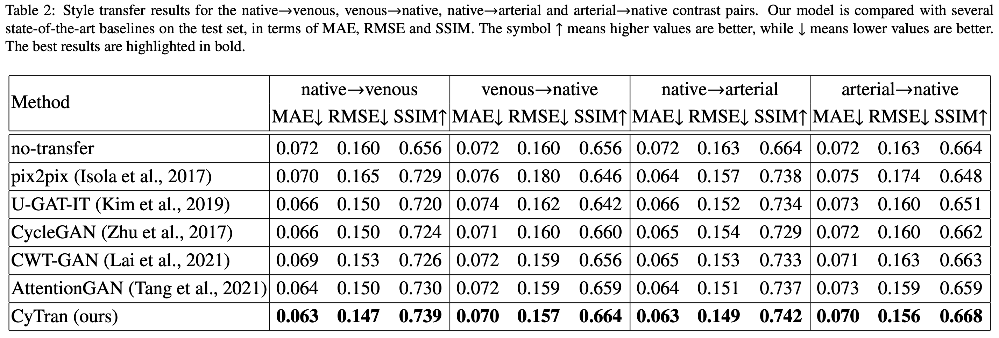 Table 2: Style transfer results for the native→venous, venous→native, native→arterial and arterial→native contrast pairs. Our model is compared with several
state-of-the-art baselines on the test set, in terms of MAE, RMSE and SSIM. The symbol ↑ means higher values are better, while ↓ means lower values are better.
The best results are highlighted in bold.
Method native→venous venous→native native→arterial arterial→native
MAE↓ RMSE↓ SSIM↑ MAE↓ RMSE↓ SSIM↑ MAE↓ RMSE↓ SSIM↑ MAE↓ RMSE↓ SSIM↑
no-transfer 0.072 0.160 0.656 0.072 0.160 0.656 0.072 0.163 0.664 0.072 0.163 0.664
pix2pix (Isola et al., 2017) 0.070 0.165 0.729 0.076 0.180 0.646 0.064 0.157 0.738 0.075 0.174 0.648
U-GAT-IT (Kim et al., 2019) 0.066 0.150 0.720 0.074 0.162 0.642 0.066 0.152 0.734 0.073 0.160 0.651
CycleGAN (Zhu et al., 2017) 0.066 0.150 0.724 0.071 0.160 0.660 0.065 0.154 0.729 0.072 0.160 0.662
CWT-GAN (Lai et al., 2021) 0.069 0.153 0.726 0.072 0.159 0.656 0.065 0.153 0.733 0.071 0.163 0.663
AttentionGAN (Tang et al., 2021) 0.064 0.150 0.730 0.072 0.159 0.659 0.064 0.151 0.737 0.073 0.159 0.659
CyTran (ours) 0.063 0.147 0.739 0.070 0.157 0.664 0.063 0.149 0.742 0.070 0.156 0.668